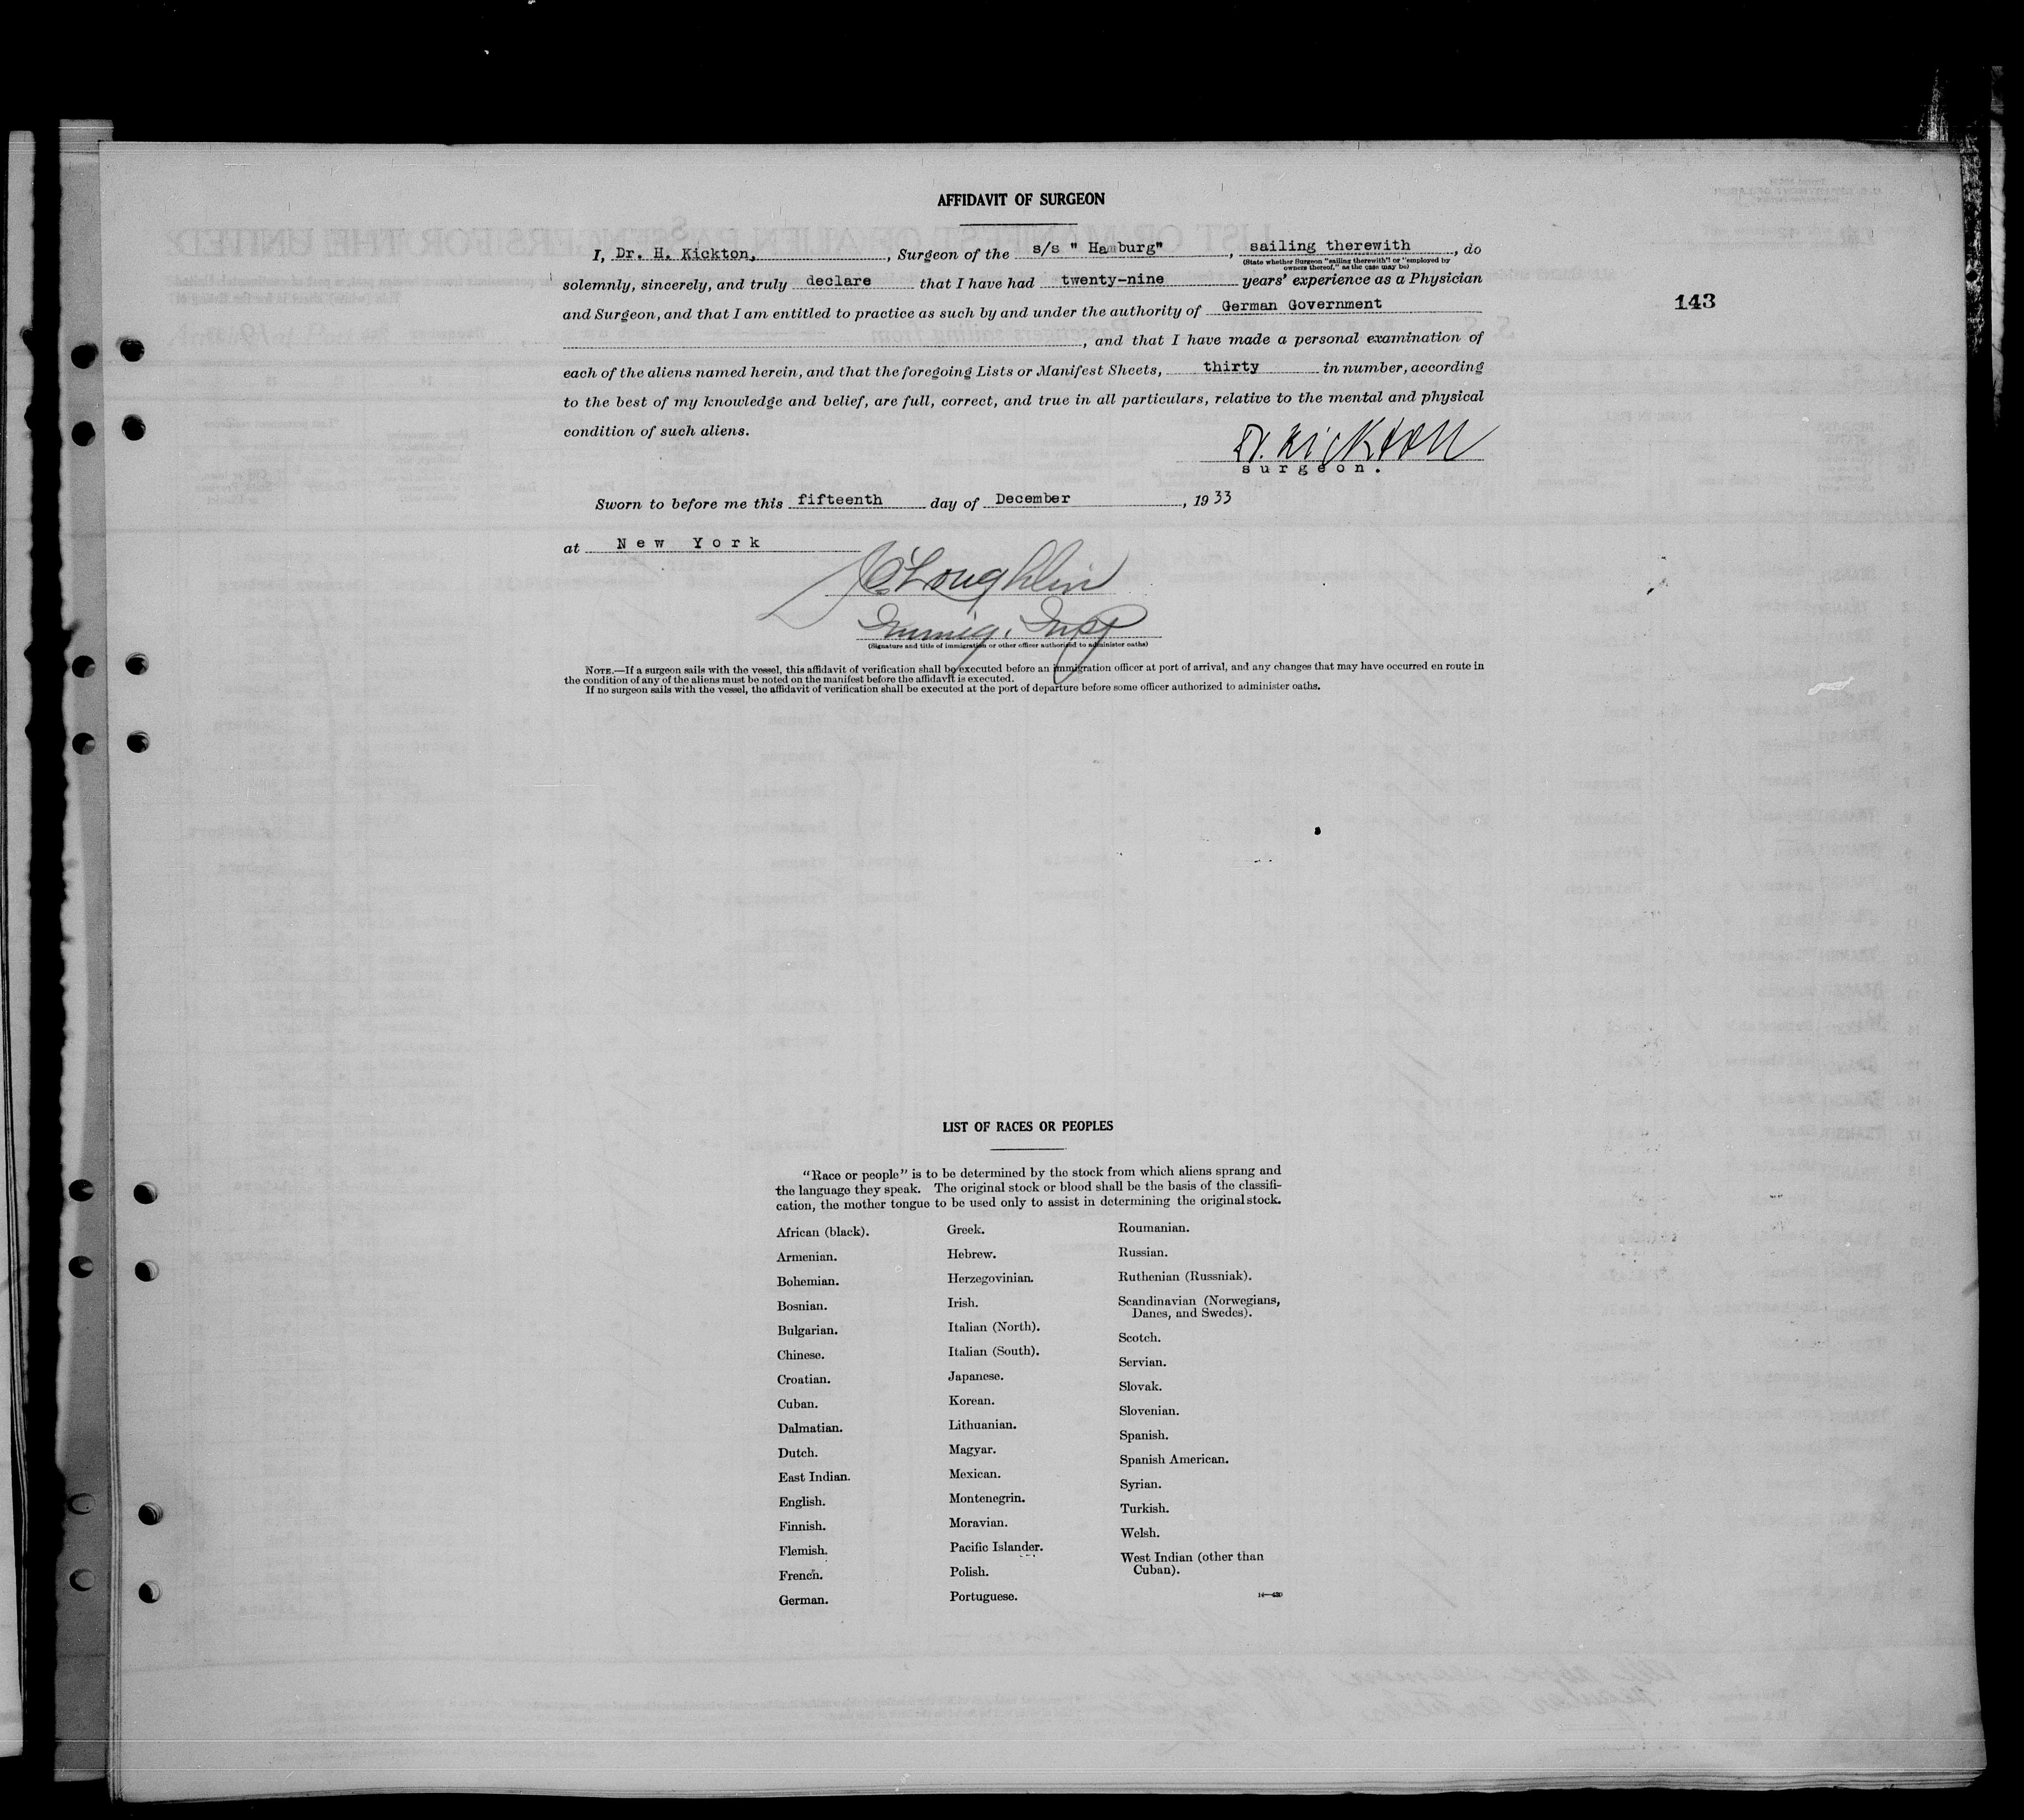 AFFIDAVIT OF SURGEON
I, Dr. H. Kickton, , Surgeon of the s/s " Hamburg" , sailing therewith , do
(State whether Surgeon "sailing therewith" or "employed by
owners thereof," as the case may be)
solemnly, sincerely, and truly declare that I have had twenty-nine years' experience as a Physician
and Surgeon, and that I am entitled to practice as such by and under the authority of German Government
143
, and that I have made a personal examination of
each of the aliens named herein, and that the foregoing Lists or Manifest Sheets, thirty in number, according
to the best of my knowledge and belief, are full, correct, and true in all particulars, relative to the mental and physical
condition of such aliens.
Dr. Kickton
surgeon.
Sworn to before me this fifteenth day of December , 1933
at New York
J O'Loughlin
Immig. Insp
(Signature and title of immigration or other officer authorized to administer oaths)
NOTE.—If a surgeon sails with the vessel, this affidavit of verification shall be executed before an immigration officer at port of arrival, and any changes that may have occurred en route in
the condition of any of the aliens must be noted on the manifest before the affidavit is executed.
If no surgeon sails with the vessel, the affidavit of verification shall be executed at the port of departure before some officer authorized to administer oaths.
LIST OF RACES OR PEOPLES
"Race or people" is to be determined by the stock from which aliens sprang and
the language they speak. The original stock or blood shall be the basis of the classifi-
cation, the mother tongue to be used only to assist in determining the original stock.
African (black).
Armenian.
Bohemian.
Bosnian.
Bulgarian.
Chinese.
Croatian.
Cuban.
Dalmatian.
Dutch.
East Indian.
English.
Finnish.
Flemish.
French.
German.
Greek.
Hebrew.
Herzegovinian.
Irish.
Italian (North).
Italian (South).
Japanese.
Korean.
Lithuanian.
Magyar.
Mexican.
Montenegrin.
Moravian.
Pacific Islander.
Polish.
Portuguese.
Roumanian.
Russian.
Ruthenian (Russniak).
Scandinavian (Norwegians,
Danes, and Swedes).
Scotch.
Servian.
Slovak.
Slovenian.
Spanish.
Spanish American.
Syrian.
Turkish.
Welsh.
West Indian (other than
Cuban).